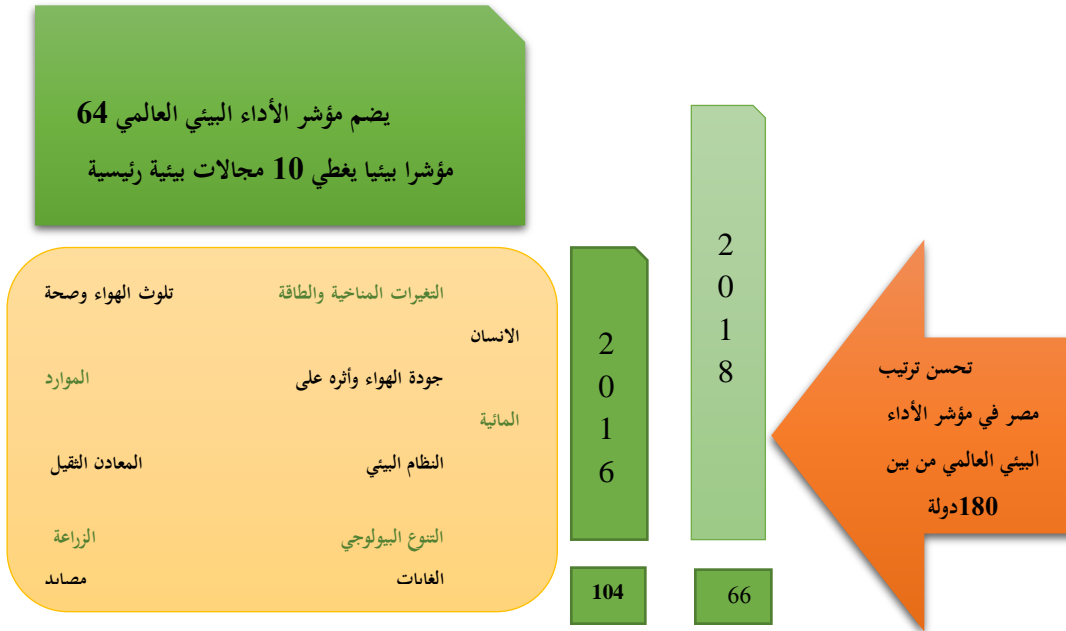 يضم مؤشر الأداء البيئي العالمي 64
مؤشرا بيئيا يغطي 10 مجالات بيئية رئيسية
2018
2016
تحسن ترتيب
مصر في مؤشر الأداء
البيئي العالمي من بين
180دولة
التغيرات المناخية والطاقة تلوث الهواء وصحة
الانسان
جودة الهواء وأثره على الموارد
المائية
النظام البيئي المعادن الثقيل
التنوع البيولوجي الزراعة
الغابات مصايد
66
104